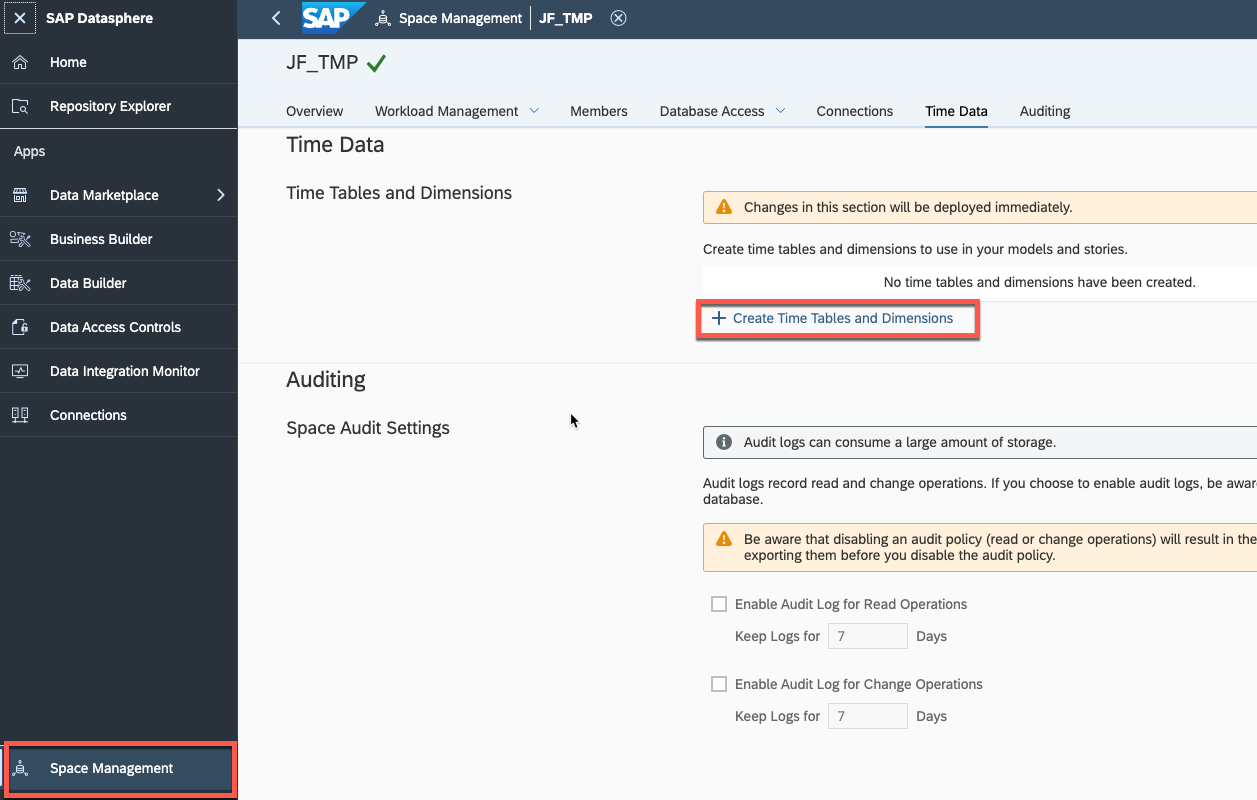 SAP Datasphere
Home
Repository Explorer
Apps
Data Marketplace
Business Builder
Data Builder
Data Access Controls
Data Integration Monitor
Connections
Space Management
SAP
Space Management
JF_TMP
JF_TMP
Overview
Workload Management
Members
Database Access
Connections
Time Data
Auditing
Time Data
Time Tables and Dimensions
Changes in this section will be deployed immediately.
Create time tables and dimensions to use in your models and stories.
No time tables and dimensions have been created.
Create Time Tables and Dimensions
Auditing
Space Audit Settings
Audit logs can consume a large amount of storage.
Audit logs record read and change operations. If you choose to enable audit logs, be awar
database.
Be aware that disabling an audit policy (read or change operations) will result in the
exporting them before you disable the audit policy.
Enable Audit Log for Read Operations
Keep Logs for 7 Days
Enable Audit Log for Change Operations
Keep Logs for 7 Days